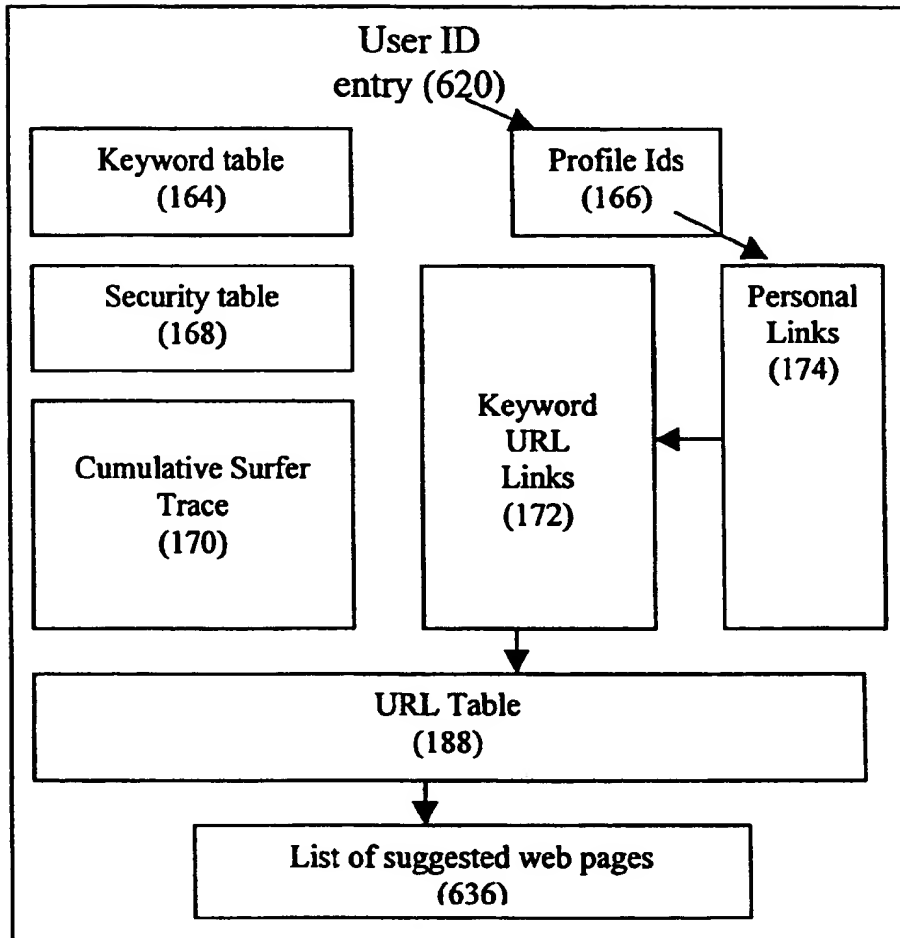 User ID
entry (620)
Keyword table
(164)
Profile Ids
(166)
Security table
(168)
Keyword
URL
Links
(172)
Personal
Links
(174)
Cumulative Surfer
Trace
(170)
URL Table
(188)
List of suggested web pages
(636)